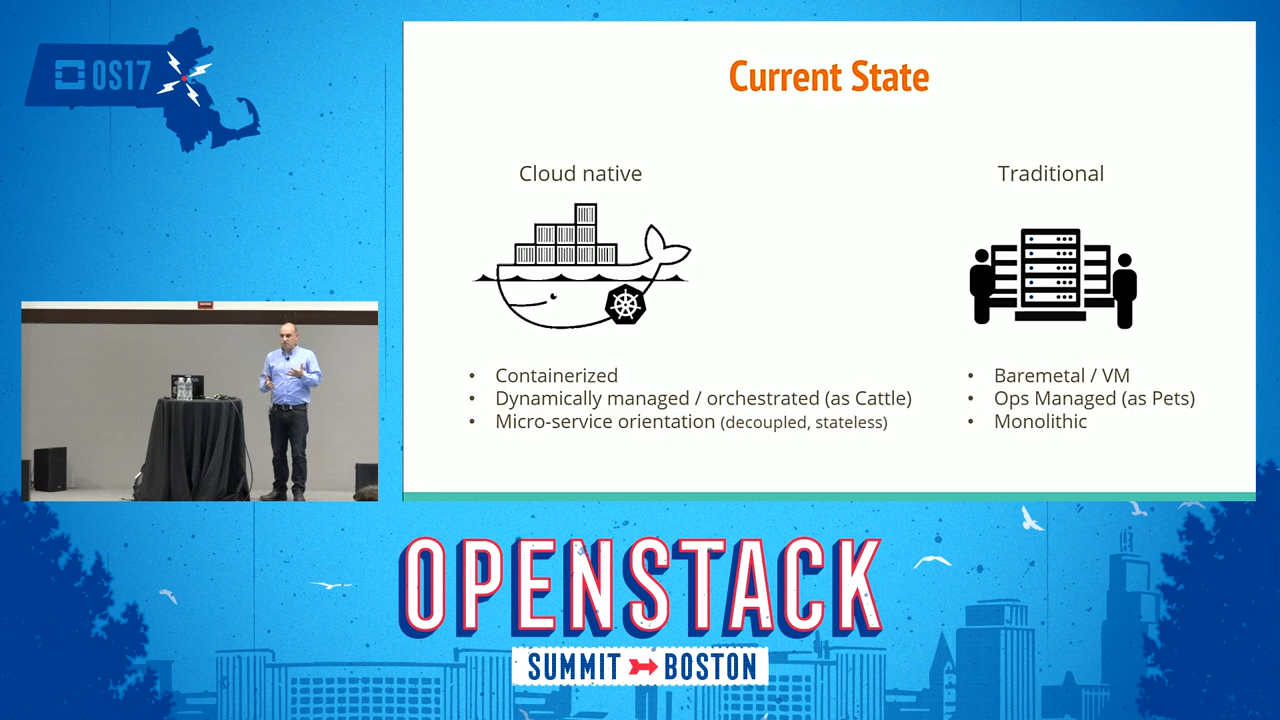 OS17
Current State
Cloud native
Traditional
• Containerized
• Dynamically managed / orchestrated (as Cattle)
• Micro-service orientation (decoupled, stateless)
• Baremetal / VM
• Ops Managed (as Pets)
• Monolithic
OPENSTACK
SUMMIT BOSTON